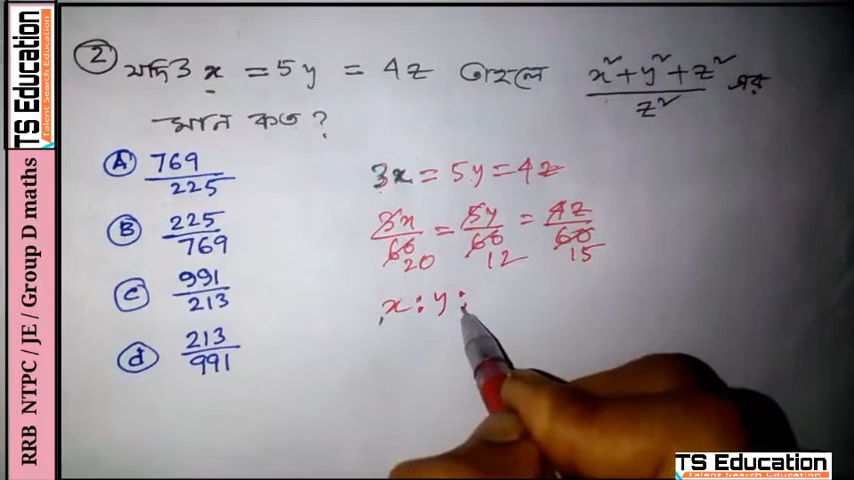 TS Education
Talent Search Education
RRB NTPC / JE / Group D maths
2 যদি 3x = 5y = 4z তাহলে x²+y²+z² / z² এর
মান কত ?
A 769/225
B 225/769
C 991/213
d 213/991
3x = 5y = 4z
3x/60 = 5y/60 = 4z/60
20 12 15
x : y :
TS Education
Talent Search Education